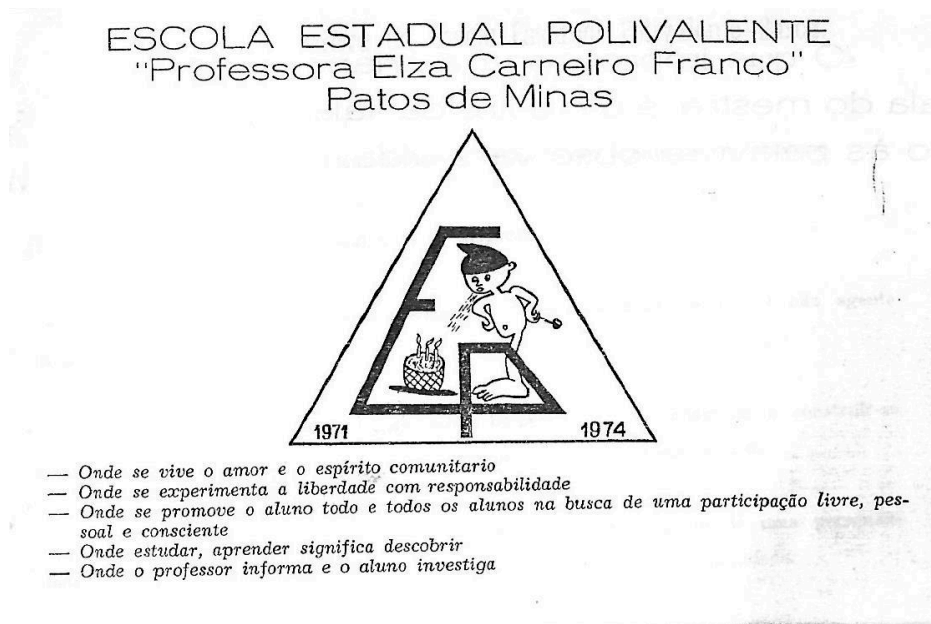 ESCOLA ESTADUAL POLIVALENTE
"Professora Elza Carneiro Franco"
Patos de Minas
1971
1974
— Onde se vive o amor e o espírito comunitario
— Onde se experimenta a liberdade com responsabilidade
— Onde se promove o aluno todo e todos os alunos na busca de uma participação livre, pes-
soal e consciente
— Onde estudar, aprender significa descobrir
— Onde o professor informa e o aluno investiga